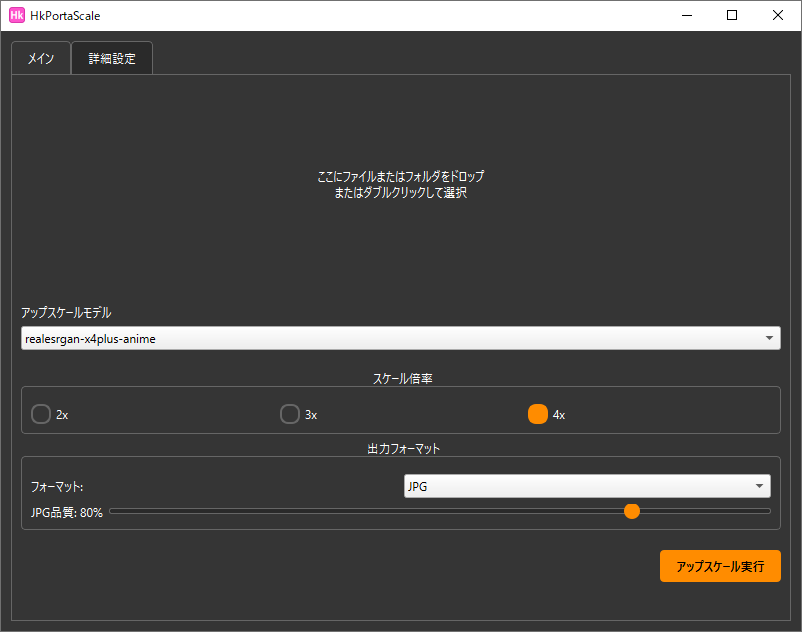 Hk HkPortaScale
メイン 詳細設定
ここにファイルまたはフォルダをドロップ
またはダブルクリックして選択
アップスケールモデル
realesrgan-x4plus-anime
スケール倍率
2x 3x 4x
出力フォーマット
フォーマット: JPG
JPG品質: 80%
アップスケール実行